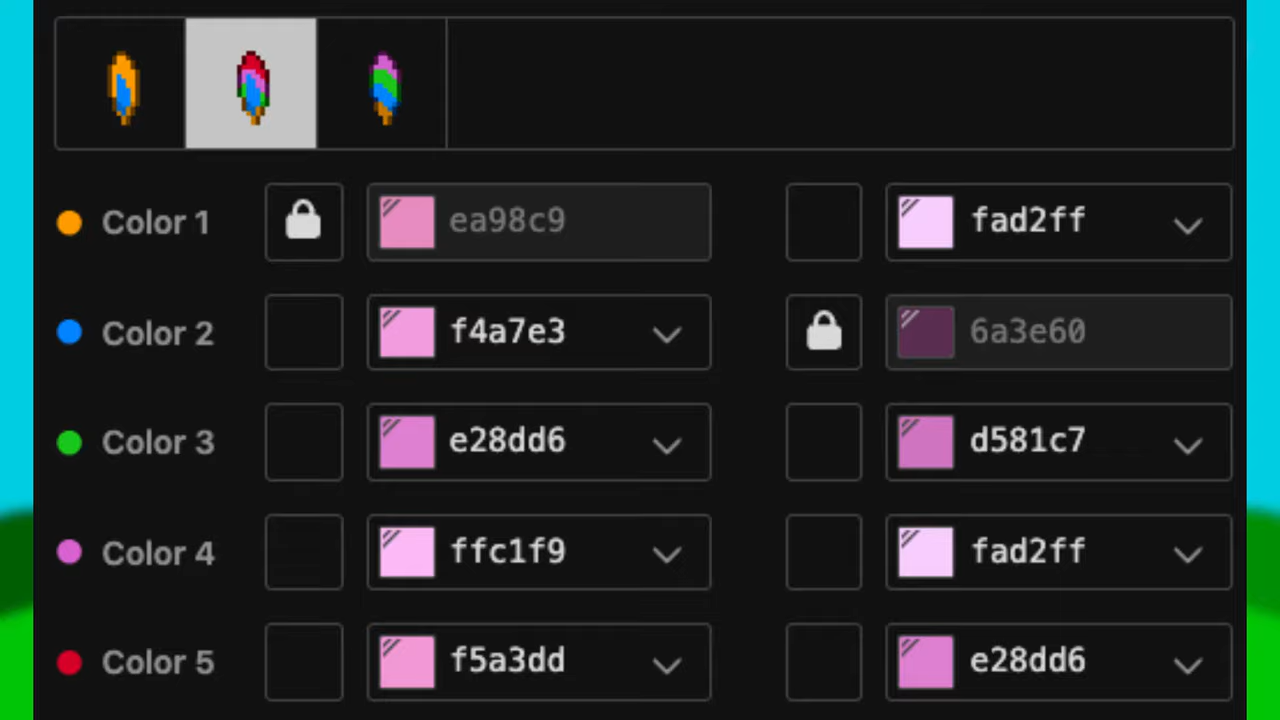 Color 1 ea98c9 fad2ff
Color 2 f4a7e3 6a3e60
Color 3 e28dd6 d581c7
Color 4 ffc1f9 fad2ff
Color 5 f5a3dd e28dd6